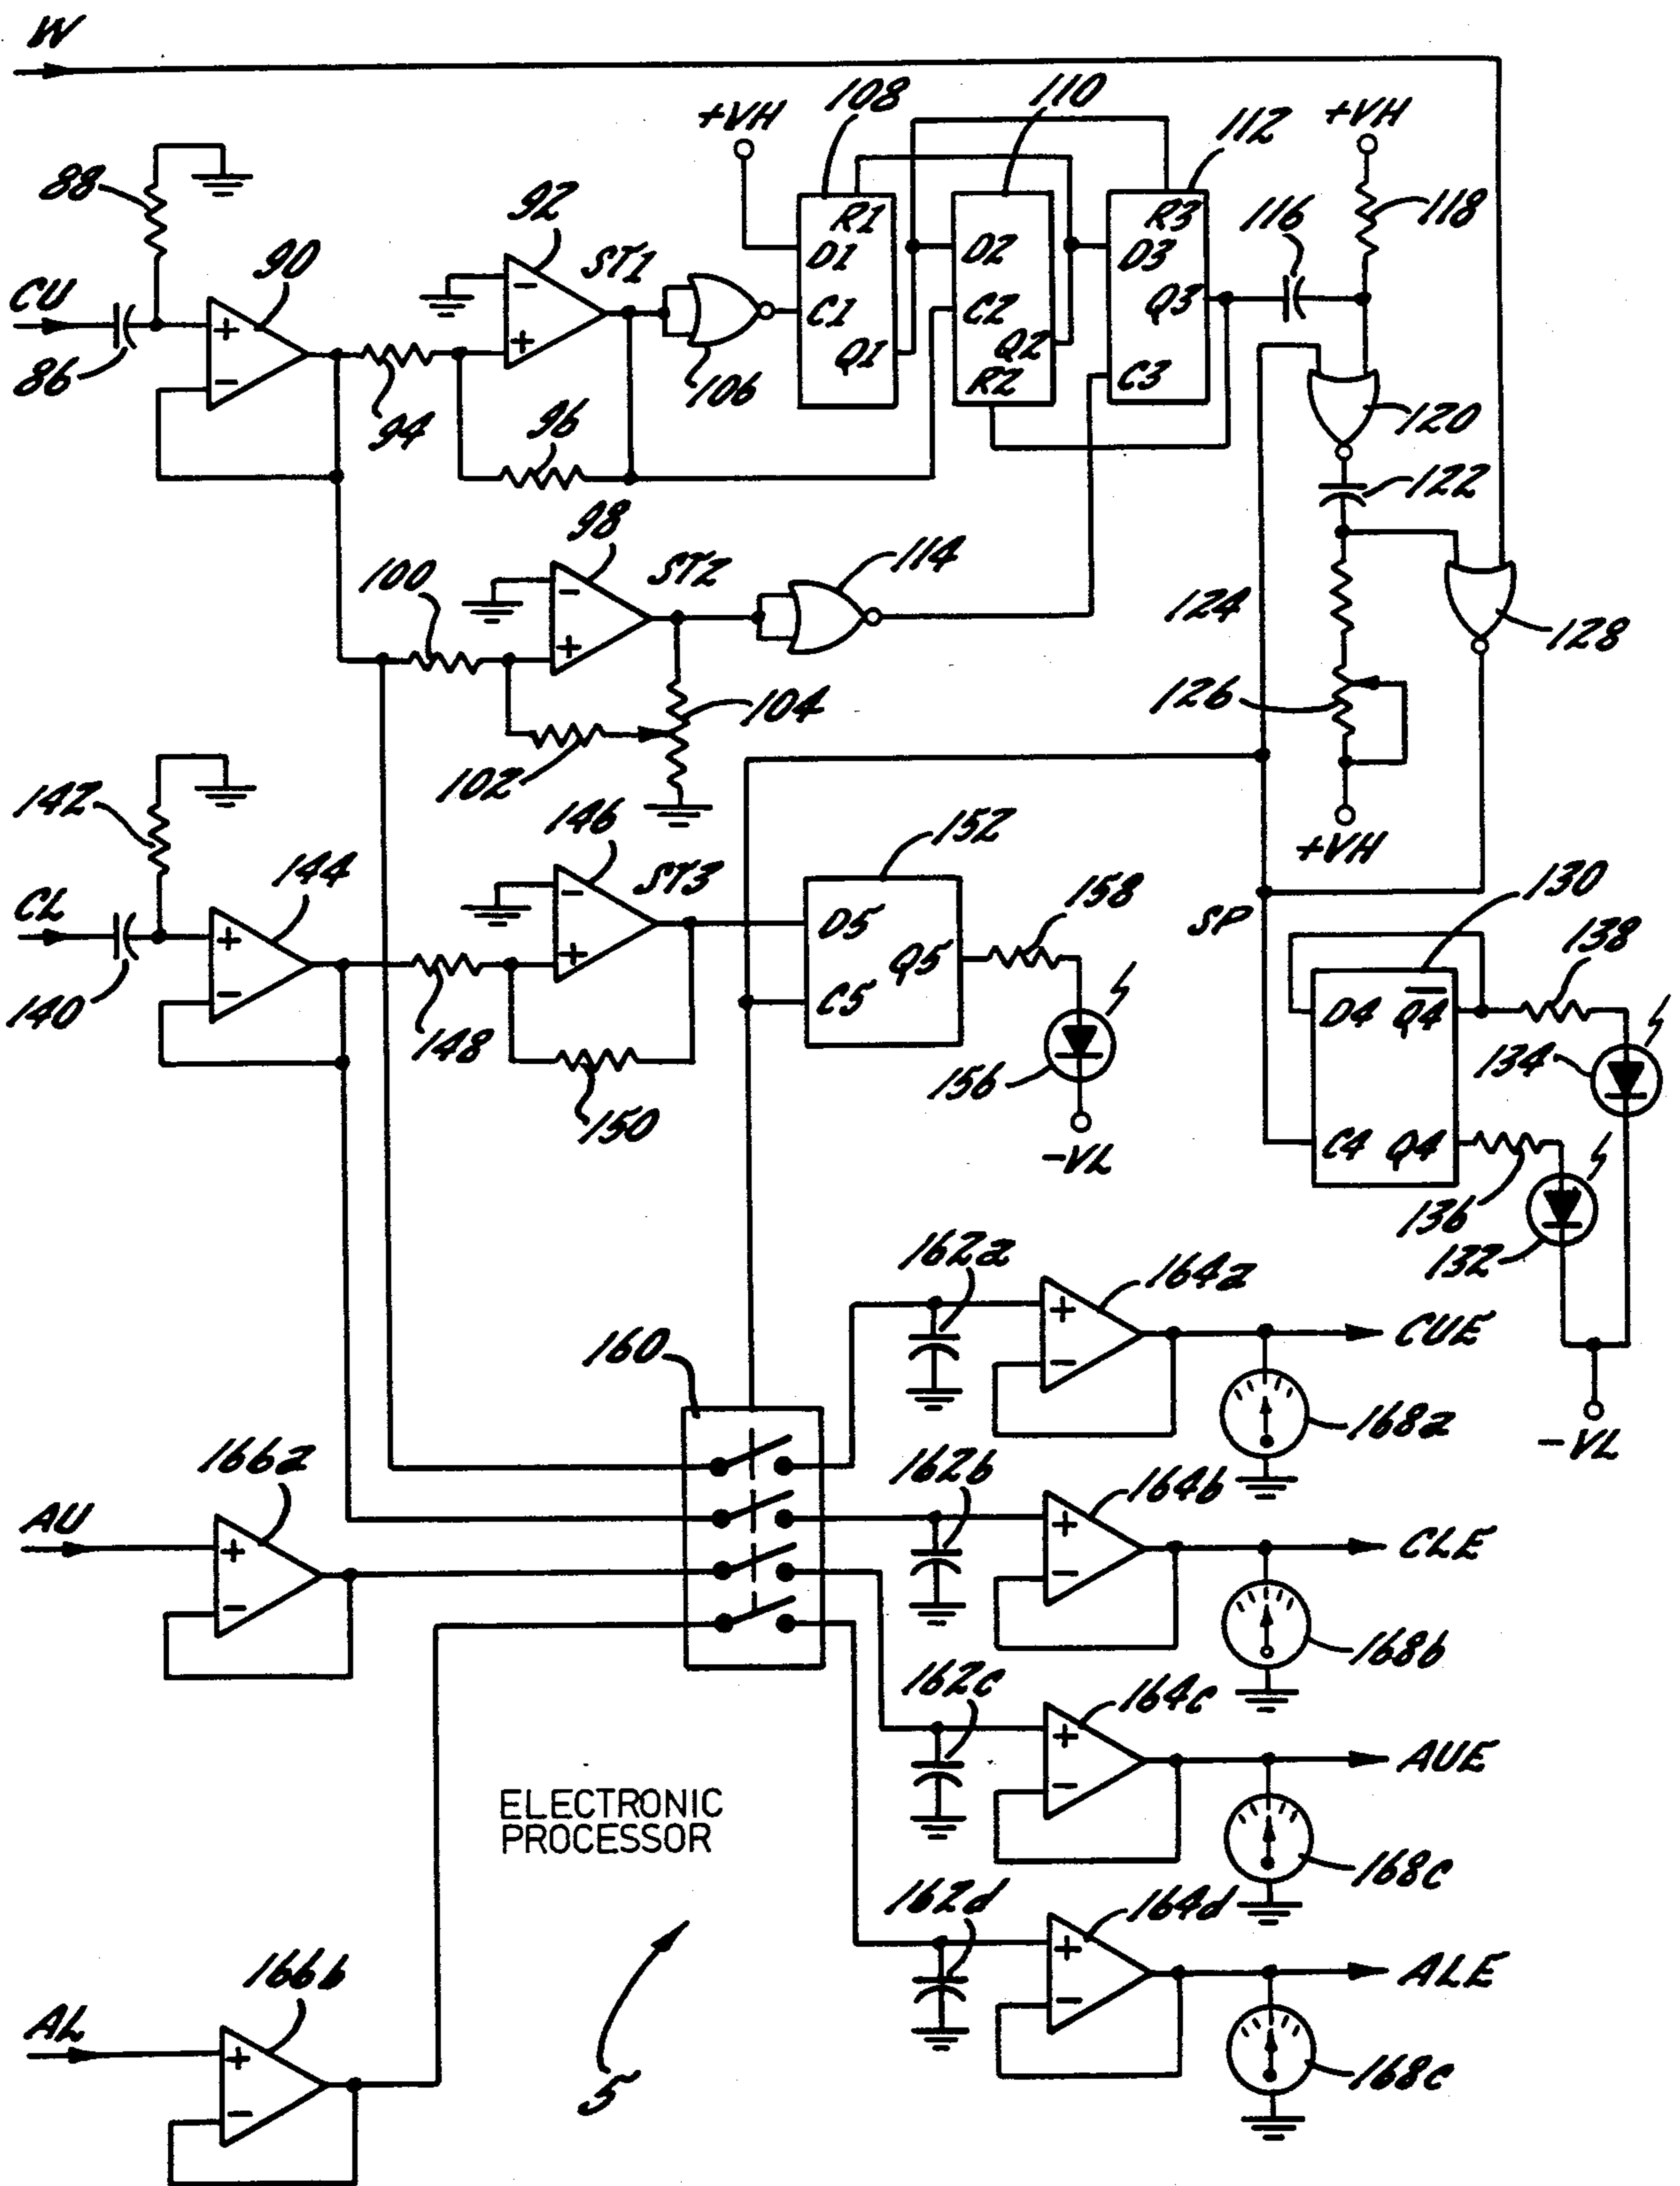 W
+VH
108
110
112
+VH
88
92
ST1
R1
D1
C1
Q1
D2
C2
Q2
R2
R3
D3
Q3
C3
116
118
CU
90
86
94
96
106
120
122
98
ST2
114
100
124
128
104
126
102
142
+VH
146
152
144
ST3
158
SP
130
CL
D5
Q5
C5
138
140
148
D4
Q4
134
156
150
-VL
C4
Q4
136
132
162a
164a
CUE
160
168a
-VL
166a
162b
164b
AU
CLE
168b
162c
164c
AUE
ELECTRONIC
PROCESSOR
168c
162d
164d
166b
ALE
AL
5
168c